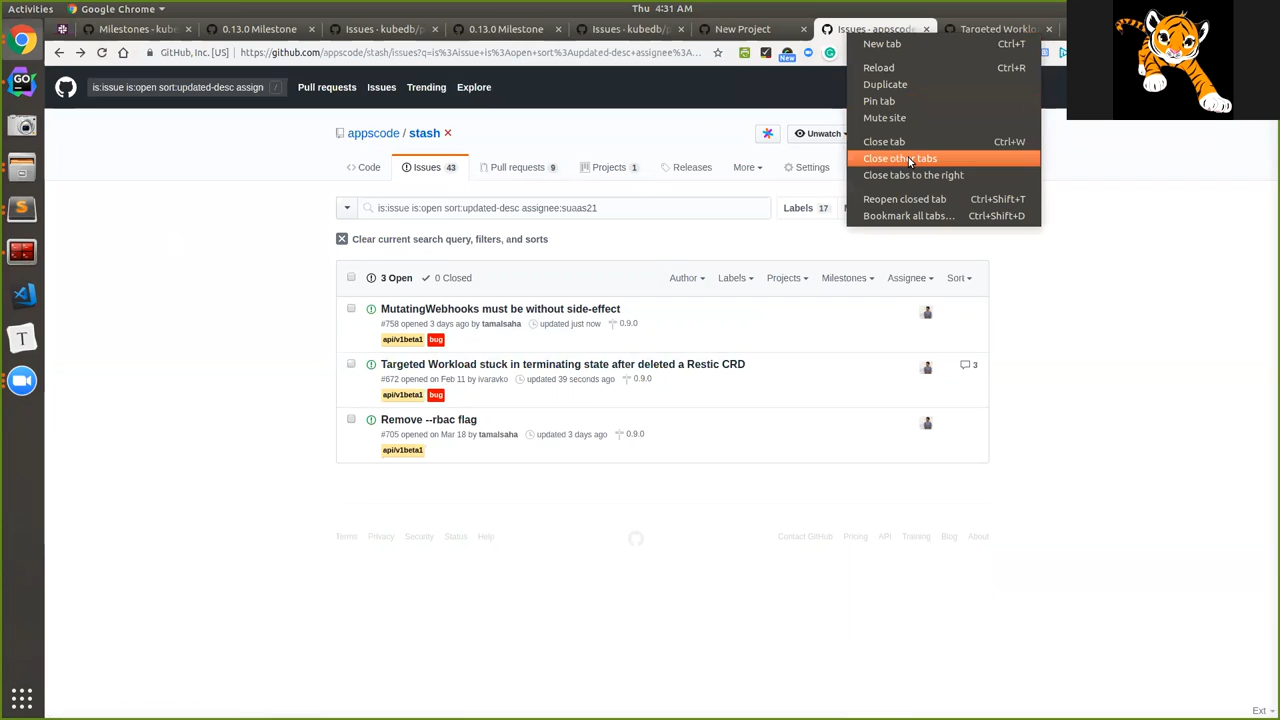 Activities
Google Chrome
Thu 4:31 AM
Milestones - kubedb
0.13.0 Milestone
Issues - kubedb/p
0.13.0 Milestone
Issues - kubedb/p
New Project
Issues - appscode
Targeted Workloa
GitHub, Inc. [US]
https://github.com/appscode/stash/issues?q=is%3Aissue+is%3Aopen+sort%3Aupdated-desc+assignee%3A...
New
is:issue is:open sort:updated-desc assign
/
Pull requests
Issues
Trending
Explore
appscode / stash
Unwatch
Code
Issues 43
Pull requests 9
Projects 1
Releases
More
Settings
is:issue is:open sort:updated-desc assignee:suaas21
Labels 17
Clear current search query, filters, and sorts
3 Open
0 Closed
Author
Labels
Projects
Milestones
Assignee
Sort
MutatingWebhooks must be without side-effect
#758 opened 3 days ago by tamalsaha updated just now 0.9.0
api/v1beta1 bug
Targeted Workload stuck in terminating state after deleted a Restic CRD
3
#672 opened on Feb 11 by ivaravko updated 39 seconds ago 0.9.0
api/v1beta1 bug
Remove --rbac flag
#705 opened on Mar 18 by tamalsaha updated 3 days ago 0.9.0
api/v1beta1
Terms
Privacy
Security
Status
Help
Contact GitHub
Pricing
API
Training
Blog
About
New tab Ctrl+T
Reload Ctrl+R
Duplicate
Pin tab
Mute site
Close tab Ctrl+W
Close other tabs
Close tabs to the right
Reopen closed tab Ctrl+Shift+T
Bookmark all tabs... Ctrl+Shift+D
GO
T
Ext